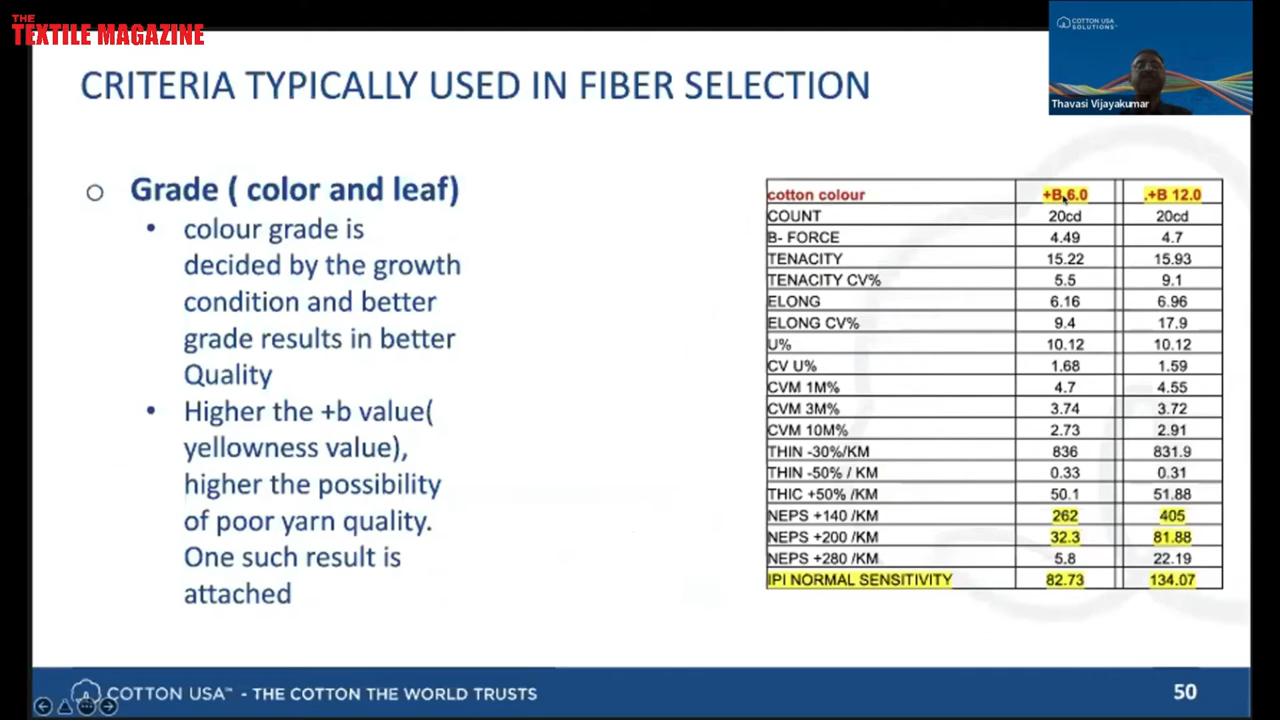 THE
TEXTILE MAGAZINE
COTTON USA
SOLUTIONS
Thavasi Vijayakumar
CRITERIA TYPICALLY USED IN FIBER SELECTION
Grade ( color and leaf)
colour grade is
decided by the growth
condition and better
grade results in better
Quality
Higher the +b value(
yellowness value),
higher the possibility
of poor yarn quality.
One such result is
attached
cotton colour +B 6.0 .+B 12.0
COUNT 20cd 20cd
B- FORCE 4.49 4.7
TENACITY 15.22 15.93
TENACITY CV% 5.5 9.1
ELONG 6.16 6.96
ELONG CV% 9.4 17.9
U% 10.12 10.12
CV U% 1.68 1.59
CVM 1M% 4.7 4.55
CVM 3M% 3.74 3.72
CVM 10M% 2.73 2.91
THIN -30%/KM 836 831.9
THIN -50% / KM 0.33 0.31
THIC +50% /KM 50.1 51.88
NEPS +140 /KM 262 405
NEPS +200 /KM 32.3 81.88
NEPS +280 /KM 5.8 22.19
IPI NORMAL SENSITIVITY 82.73 134.07
COTTON USA™ - THE COTTON THE WORLD TRUSTS
50